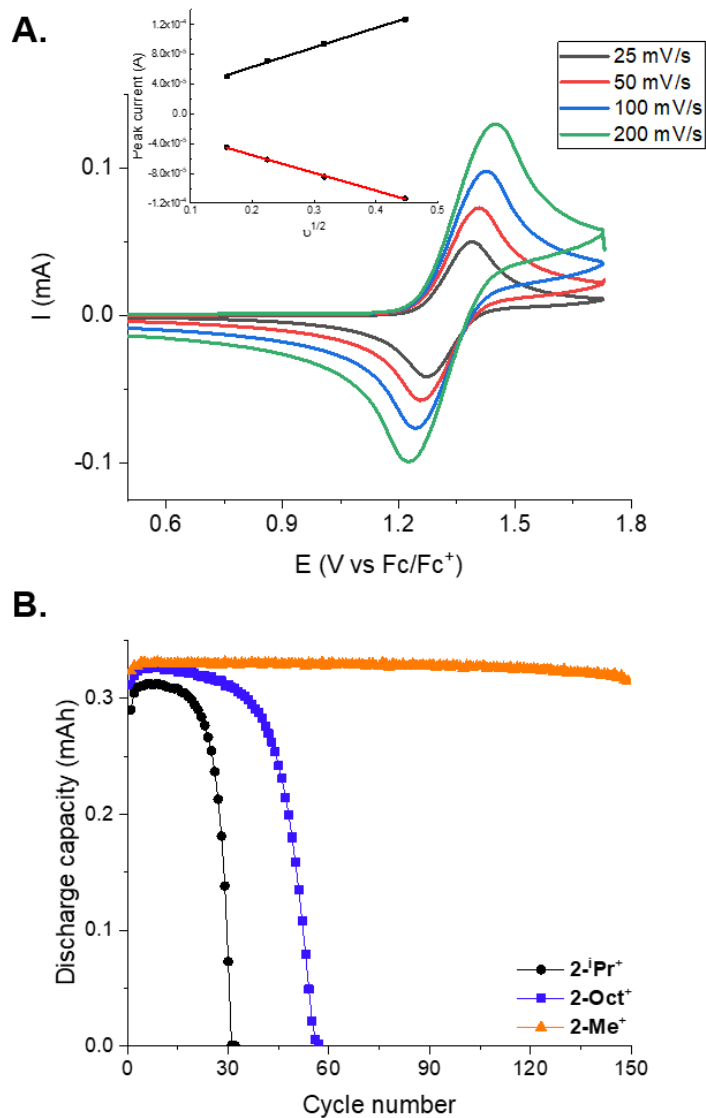 A.
1.2x10⁻⁴
8.0x10⁻⁵
4.0x10⁻⁵
0.0
-4.0x10⁻⁵
-8.0x10⁻⁵
-1.2x10⁻⁴
Peak current (A)
0.1 0.2 0.3 0.4 0.5
υ^1/2
25 mV/s
50 mV/s
100 mV/s
200 mV/s
0.1
0.0
-0.1
I (mA)
0.6 0.9 1.2 1.5 1.8
E (V vs Fc/Fc⁺)
B.
0.3
0.2
0.1
0.0
Discharge capacity (mAh)
2-ⁱPr⁺
2-Oct⁺
2-Me⁺
0 30 60 90 120 150
Cycle number